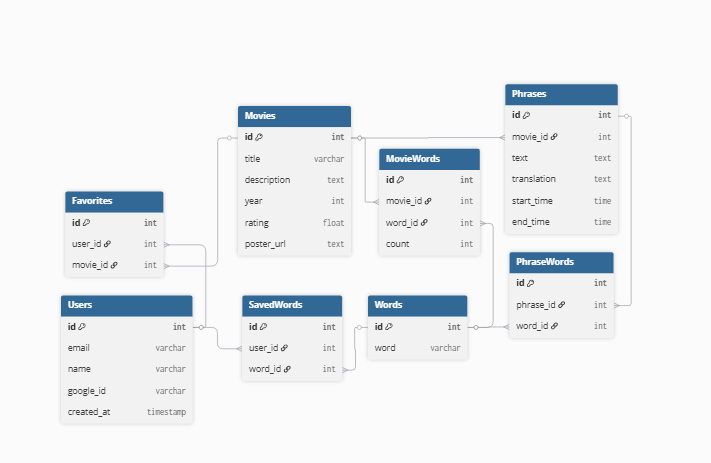 Phrases
id int
movie_id int
text text
translation text
start_time time
end_time time
Movies
id int
title varchar
description text
year int
rating float
poster_url text
MovieWords
id int
movie_id int
word_id int
count int
Favorites
id int
user_id int
movie_id int
PhraseWords
id int
phrase_id int
word_id int
Users
id int
email varchar
name varchar
google_id varchar
created_at timestamp
SavedWords
id int
user_id int
word_id int
Words
id int
word varchar